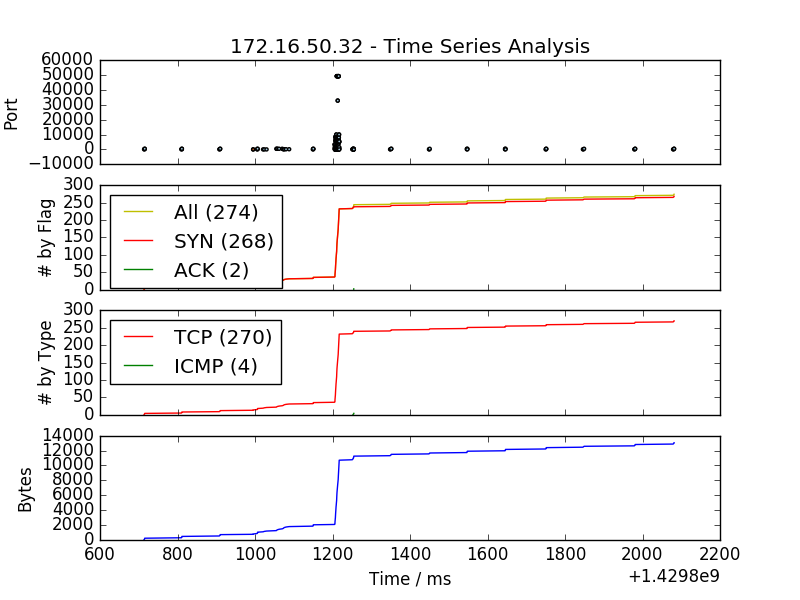 172.16.50.32 - Time Series Analysis
60000
50000
40000
30000
20000
10000
0
−10000
Port
300
250
200
150
100
50
0
# by Flag
All (274)
SYN (268)
ACK (2)
300
250
200
150
100
50
0
# by Type
TCP (270)
ICMP (4)
14000
12000
10000
8000
6000
4000
2000
0
Bytes
600 800 1000 1200 1400 1600 1800 2000 2200
Time / ms
+1.4298e9